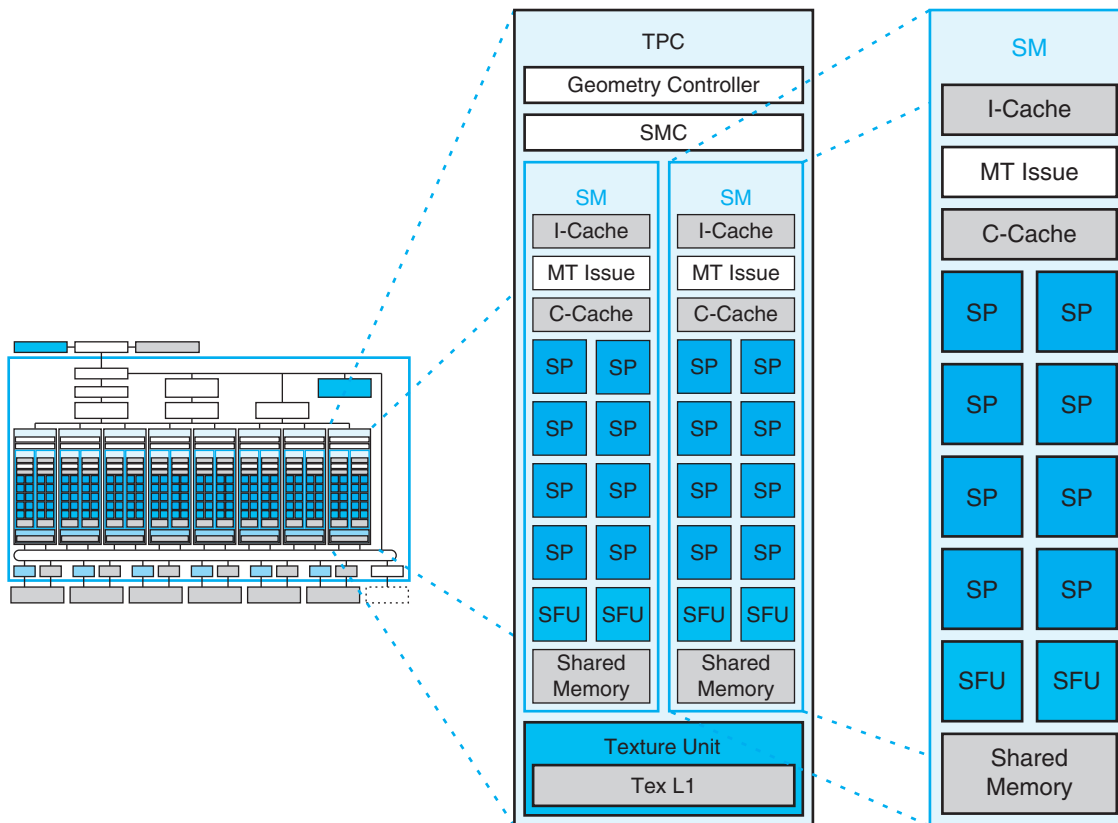 TPC
Geometry Controller
SMC
SM
I-Cache
MT Issue
C-Cache
SP SP
SP SP
SP SP
SP SP
SFU SFU
Shared
Memory
SM
I-Cache
MT Issue
C-Cache
SP SP
SP SP
SP SP
SP SP
SFU SFU
Shared
Memory
Texture Unit
Tex L1
SM
I-Cache
MT Issue
C-Cache
SP SP
SP SP
SP SP
SP SP
SFU SFU
Shared
Memory